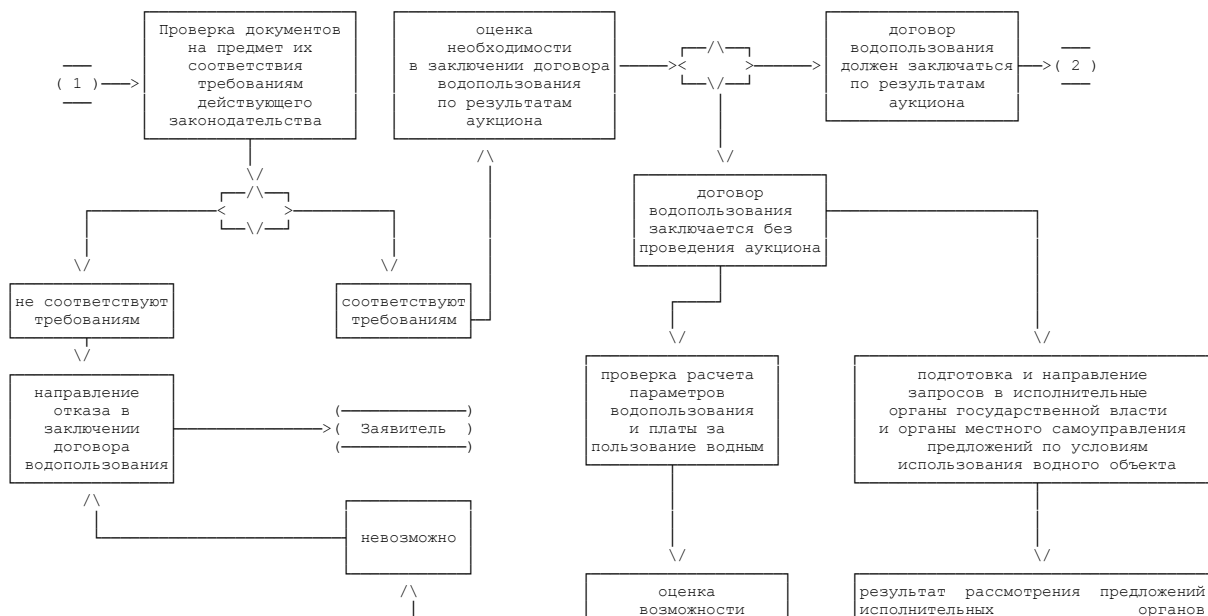 Проверка документов
на предмет их
соответствия
требованиям
действующего
законодательства
( 1 )
оценка
необходимости
в заключении договора
водопользования
по результатам
аукциона
договор
водопользования
должен заключаться
по результатам
аукциона
( 2 )
договор
водопользования
заключается без
проведения аукциона
не соответствуют
требованиям
соответствуют
требованиям
направление
отказа в
заключении
договора
водопользования
Заявитель
проверка расчета
параметров
водопользования
и платы за
пользование водным
подготовка и направление
запросов в исполнительные
органы государственной власти
и органы местного самоуправления
предложений по условиям
использования водного объекта
невозможно
оценка
возможности
результат рассмотрения предложений
исполнительных органов